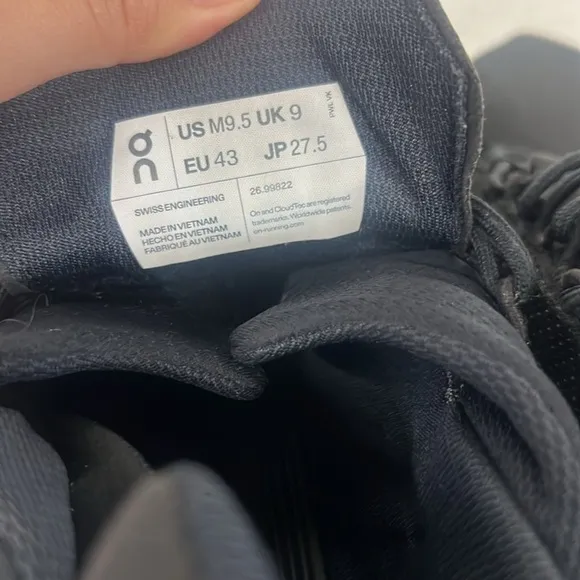 on
US M9.5 UK 9
EU 43 JP 27.5
SWISS ENGINEERING
MADE IN VIETNAM
HECHO EN VIETNAM
FABRIQUÉ AU VIETNAM
26.99822
On and CloudTec are registered
trademarks. Worldwide patents.
on-running.com